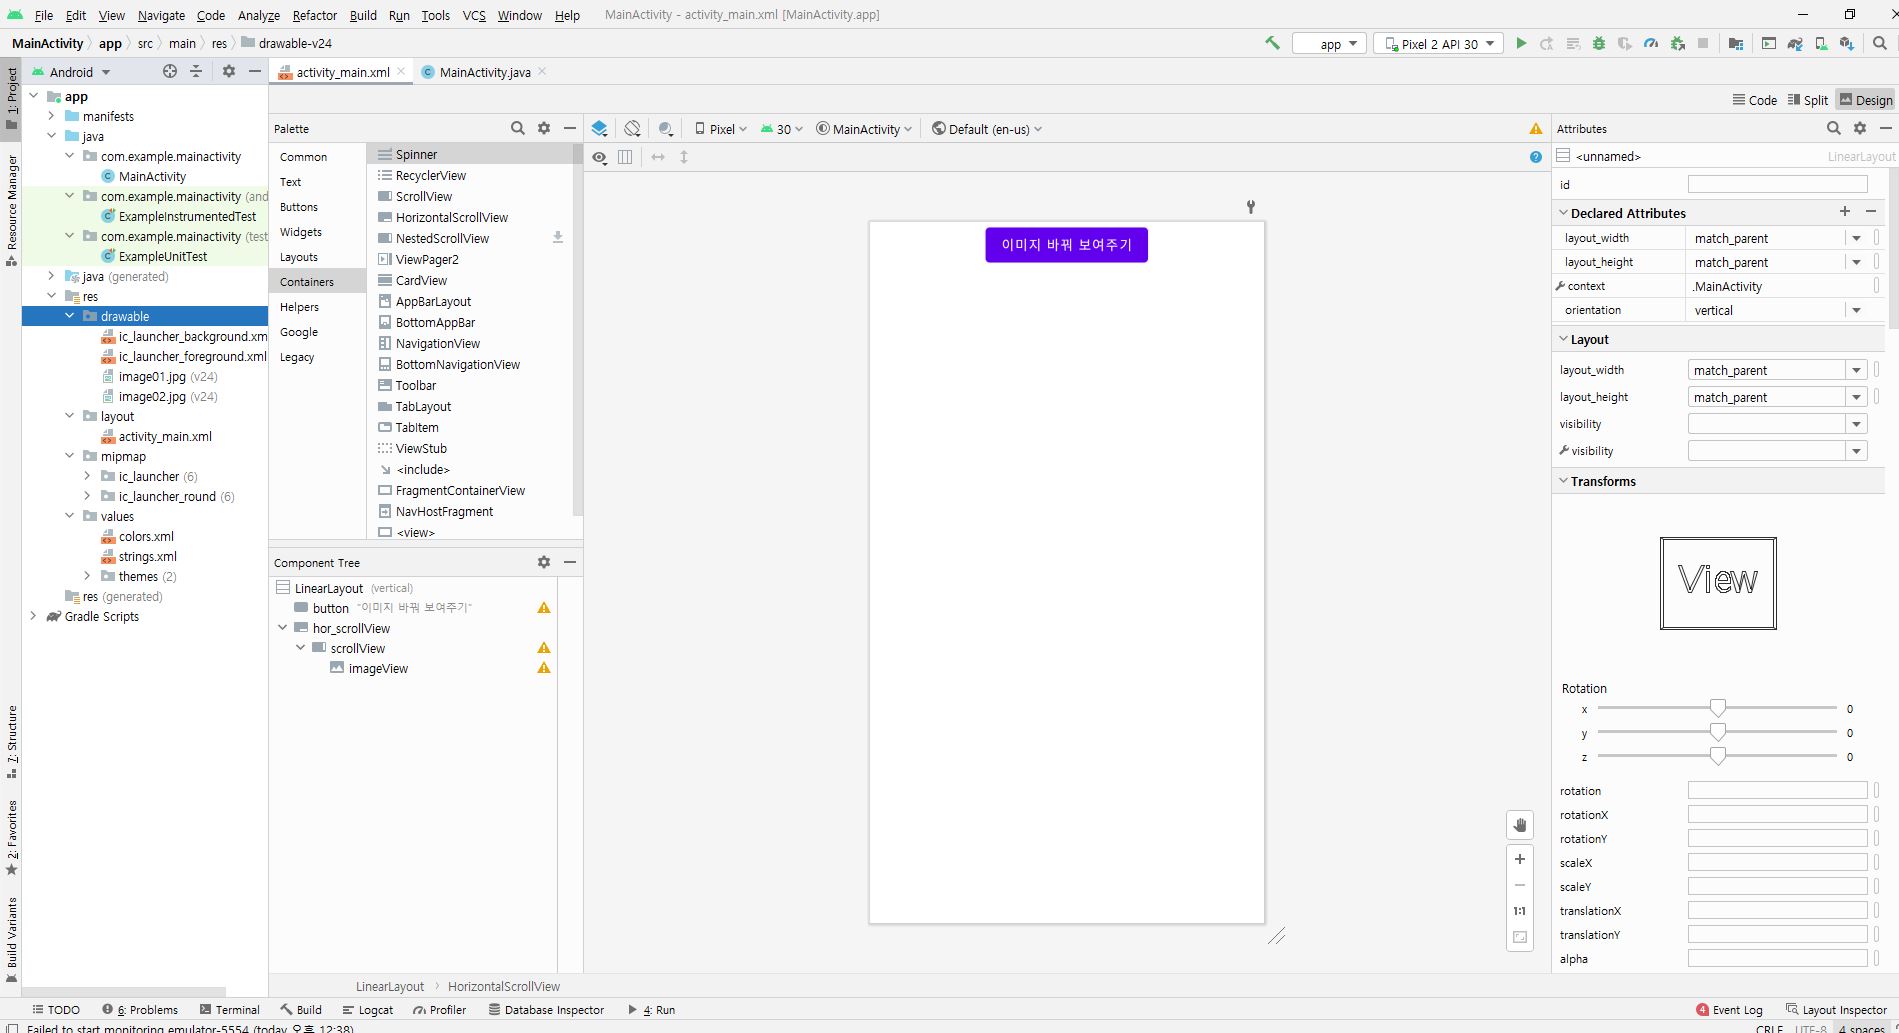 File Edit View Navigate Code Analyze Refactor Build Run Tools VCS Window Help MainActivity - activity_main.xml [MainActivity.app]
MainActivity app src main res drawable-v24 app Pixel 2 API 30
1: Project
Resource Manager
7: Structure
2: Favorites
Build Variants
Android
app
manifests
java
com.example.mainactivity
MainActivity
com.example.mainactivity (and
ExampleInstrumentedTest
com.example.mainactivity (test
ExampleUnitTest
java (generated)
res
drawable
ic_launcher_background.xm
ic_launcher_foreground.xml
image01.jpg (v24)
image02.jpg (v24)
layout
activity_main.xml
mipmap
ic_launcher (6)
ic_launcher_round (6)
values
colors.xml
strings.xml
themes (2)
res (generated)
Gradle Scripts
activity_main.xml MainActivity.java
Code Split Design
Palette
Common
Text
Buttons
Widgets
Layouts
Containers
Helpers
Google
Legacy
Spinner
RecyclerView
ScrollView
HorizontalScrollView
NestedScrollView
ViewPager2
CardView
AppBarLayout
BottomAppBar
NavigationView
BottomNavigationView
Toolbar
TabLayout
TabItem
ViewStub
<include>
FragmentContainerView
NavHostFragment
<view>
Component Tree
LinearLayout (vertical)
button "이미지 바꿔 보여주기"
hor_scrollView
scrollView
imageView
Pixel 30 MainActivity Default (en-us)
이미지 바꿔 보여주기
1:1
LinearLayout HorizontalScrollView
Attributes
<unnamed> LinearLayout
id
Declared Attributes
layout_width match_parent
layout_height match_parent
context .MainActivity
orientation vertical
Layout
layout_width match_parent
layout_height match_parent
visibility
visibility
Transforms
View
Rotation
x 0
y 0
z 0
rotation
rotationX
rotationY
scaleX
scaleY
translationX
translationY
alpha
TODO 6: Problems Terminal Build Logcat Profiler Database Inspector 4: Run 4 Event Log Layout Inspector
Failed to start monitoring emulator-5554 (today 오후 12:38) CRLF UTF-8 4 spaces